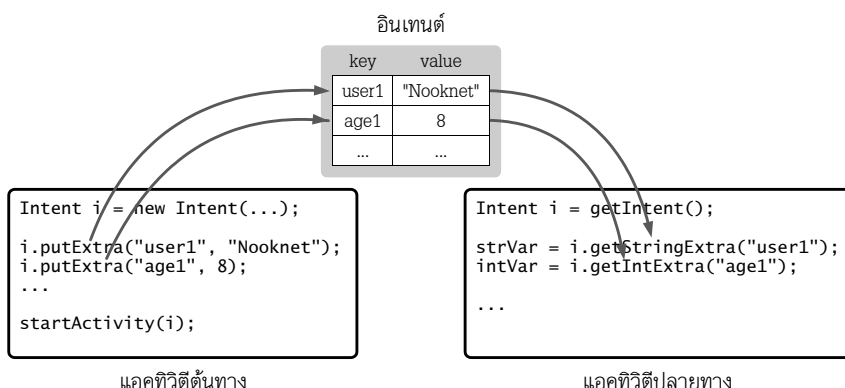 อินเทนต์
key value
user1 "Nooknet"
age1 8
... ...
Intent i = new Intent(...);
i.putExtra("user1", "Nooknet");
i.putExtra("age1", 8);
...
startActivity(i);
แอคทิวิตีต้นทาง
Intent i = getIntent();
strVar = i.getStringExtra("user1");
intVar = i.getIntExtra("age1");
...
แอคทิวิตีปลายทาง